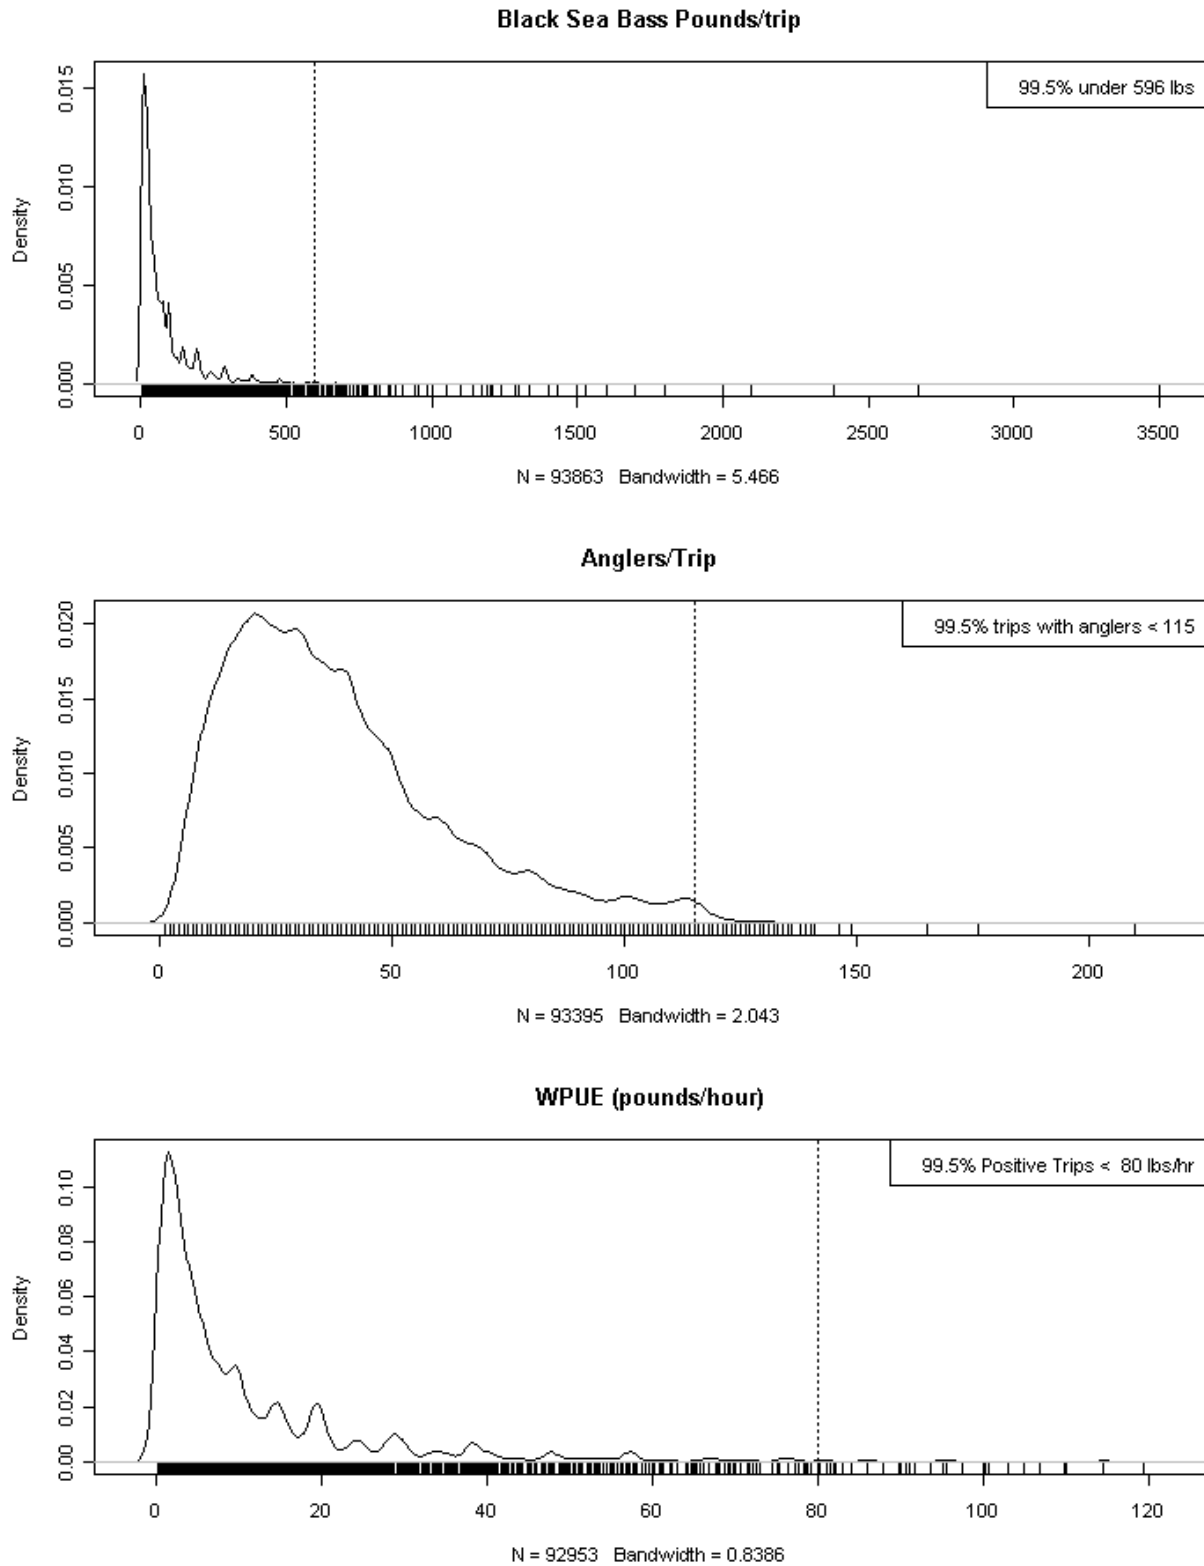 Black Sea Bass Pounds/trip
99.5% under 596 lbs
Density
0.000 0.005 0.010 0.015
0 500 1000 1500 2000 2500 3000 3500
N = 93863 Bandwidth = 5.466
Anglers/Trip
99.5% trips with anglers < 115
Density
0.000 0.005 0.010 0.015 0.020
0 50 100 150 200
N = 93395 Bandwidth = 2.043
WPUE (pounds/hour)
99.5% Positive Trips < 80 lbs/hr
Density
0.00 0.02 0.04 0.06 0.08 0.10
0 20 40 60 80 100 120
N = 92953 Bandwidth = 0.8386